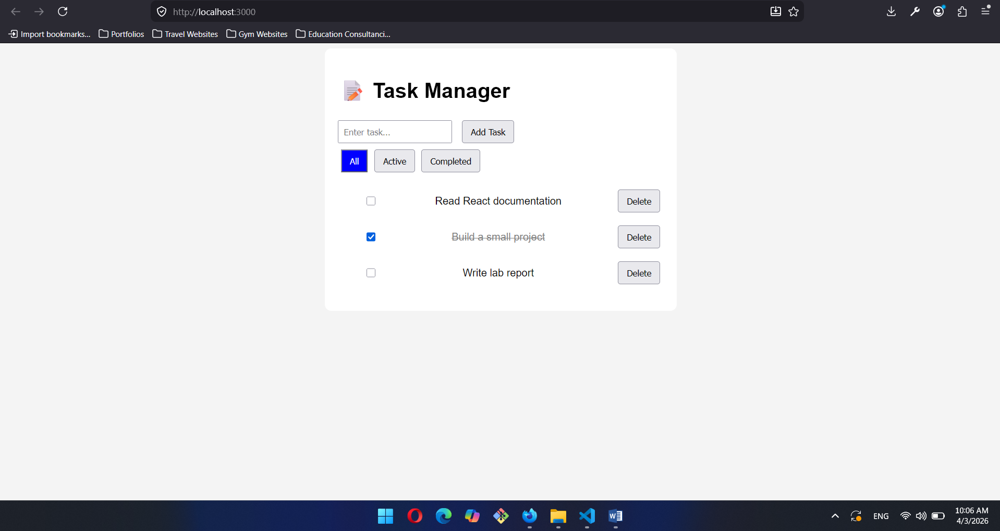 http://localhost:3000
Import bookmarks... Portfolios Travel Websites Gym Websites Education Consultanci...
Task Manager
Enter task... Add Task
All Active Completed
Read React documentation Delete
Build a small project Delete
Write lab report Delete
W ENG 10:06 AM
4/3/2026